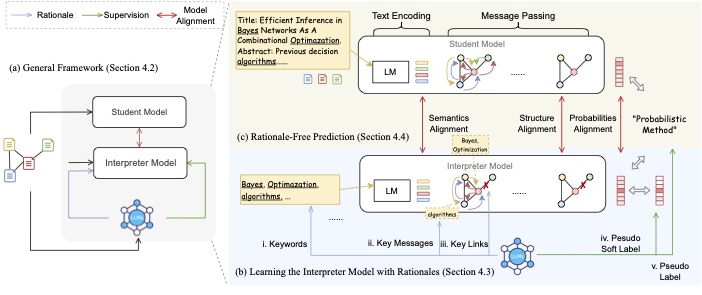 Rationale
Supervision
Model
Alignment
(a) General Framework (Section 4.2)
Student Model
Interpreter Model
LLMs
Title: Efficient Inference in
Bayes Networks As A
Combinational Optimazation.
Abstract: Previous decision
algorithms......
Text Encoding
Message Passing
Student Model
LM
......
(c) Rationale-Free Prediction (Section 4.4)
Semantics
Alignment
Structure
Alignment
Probabilities
Alignment
"Probabilistic
Method"
Bayes,
Optimization
Interpreter Model
Bayes, Optimazation,
algorithms, ...
......
LM
......
algorithms
i. Keywords
ii. Key Messages
iii. Key Links
LLMs
iv. Pesudo
Soft Label
v. Pseudo
Label
(b) Learning the Interpreter Model with Rationales (Section 4.3)